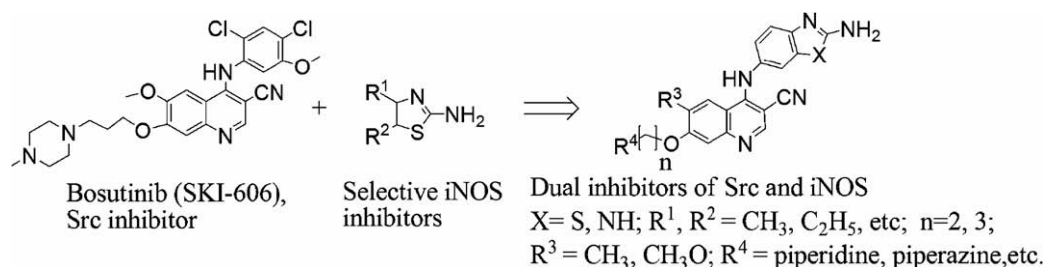 Cl Cl
HN O
O CN
N O N
N
+
R¹ N
NH₂
R² S
N NH₂
X
HN
R³ CN
R⁴ O N
n
Bosutinib (SKI-606),
Src inhibitor
Selective iNOS
inhibitors
Dual inhibitors of Src and iNOS
X= S, NH; R¹, R² = CH₃, C₂H₅, etc; n=2, 3;
R³ = CH₃, CH₃O; R⁴ = piperidine, piperazine,etc.